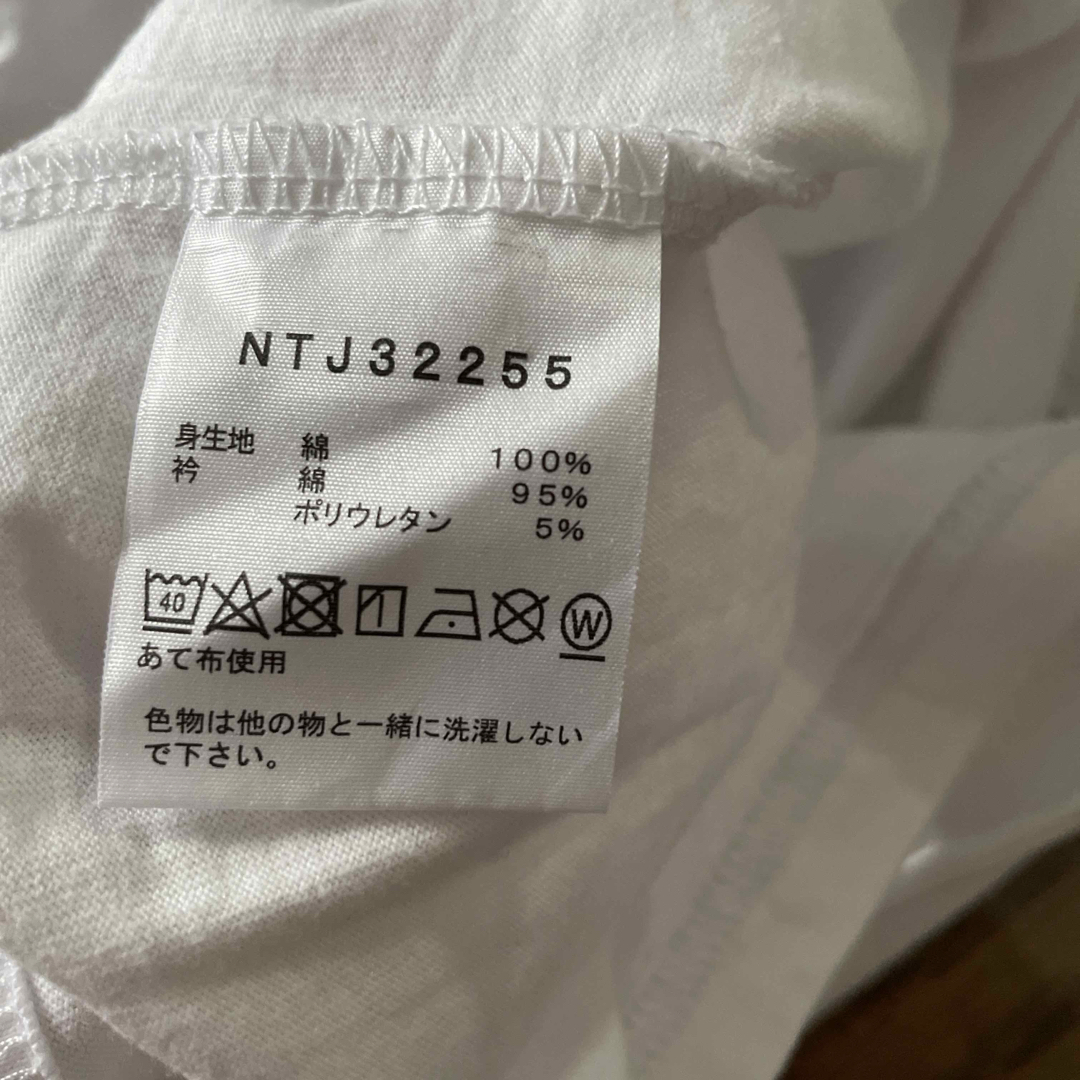 NTJ32255
身生地 綿 100%
衿 綿 95%
ポリウレタン 5%
40 W
あて布使用
色物は他の物と一緒に洗濯しない
で下さい。